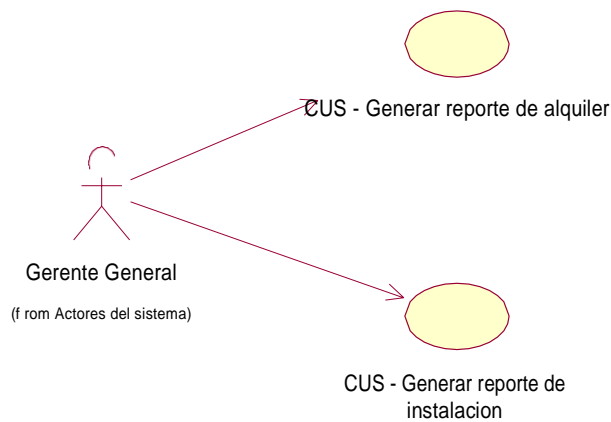 CUS - Generar reporte de alquiler
Gerente General
(f rom Actores del sistema)
CUS - Generar reporte de
instalacion